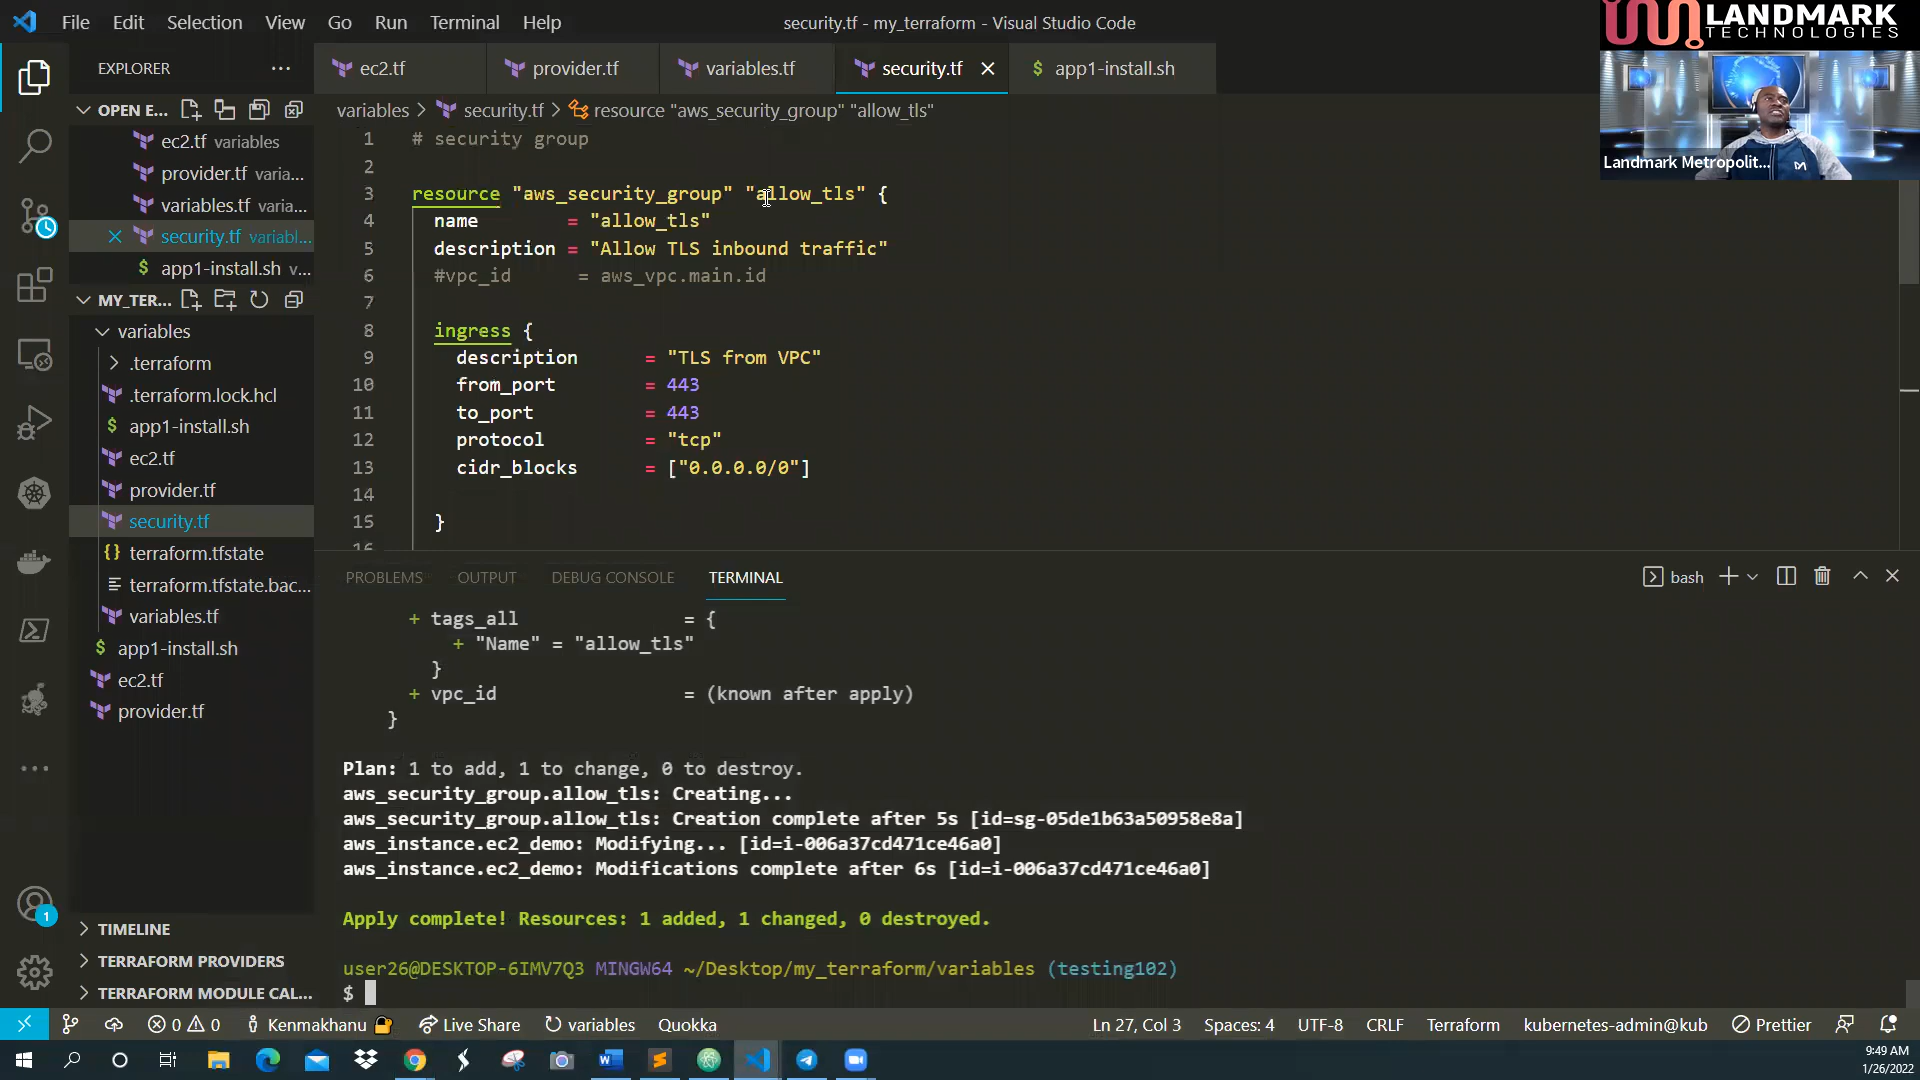 File Edit Selection View Go Run Terminal Help
security.tf - my_terraform - Visual Studio Code
LANDMARK
TECHNOLOGIES
Landmark Metropolit...
EXPLORER ...
OPEN E...
ec2.tf variables
provider.tf varia...
variables.tf varia...
security.tf variabl...
$ app1-install.sh v...
MY_TER...
variables
.terraform
.terraform.lock.hcl
$ app1-install.sh
ec2.tf
provider.tf
security.tf
{} terraform.tfstate
terraform.tfstate.bac...
variables.tf
$ app1-install.sh
ec2.tf
provider.tf
TIMELINE
TERRAFORM PROVIDERS
TERRAFORM MODULE CAL...
ec2.tf provider.tf variables.tf security.tf $ app1-install.sh
variables > security.tf > resource "aws_security_group" "allow_tls"
1 # security group
2
3 resource "aws_security_group" "allow_tls" {
4 name = "allow_tls"
5 description = "Allow TLS inbound traffic"
6 #vpc_id = aws_vpc.main.id
7
8 ingress {
9 description = "TLS from VPC"
10 from_port = 443
11 to_port = 443
12 protocol = "tcp"
13 cidr_blocks = ["0.0.0.0/0"]
14
15 }
16
PROBLEMS OUTPUT DEBUG CONSOLE TERMINAL
bash
+ tags_all = {
+ "Name" = "allow_tls"
}
+ vpc_id = (known after apply)
}
Plan: 1 to add, 1 to change, 0 to destroy.
aws_security_group.allow_tls: Creating...
aws_security_group.allow_tls: Creation complete after 5s [id=sg-05de1b63a50958e8a]
aws_instance.ec2_demo: Modifying... [id=i-006a37cd471ce46a0]
aws_instance.ec2_demo: Modifications complete after 6s [id=i-006a37cd471ce46a0]
Apply complete! Resources: 1 added, 1 changed, 0 destroyed.
user26@DESKTOP-6IMV7Q3 MINGW64 ~/Desktop/my_terraform/variables (testing102)
$
1
0 0 Kenmakhanu Live Share variables Quokka Ln 27, Col 3 Spaces: 4 UTF-8 CRLF Terraform kubernetes-admin@kub Prettier
9:49 AM
1/26/2022